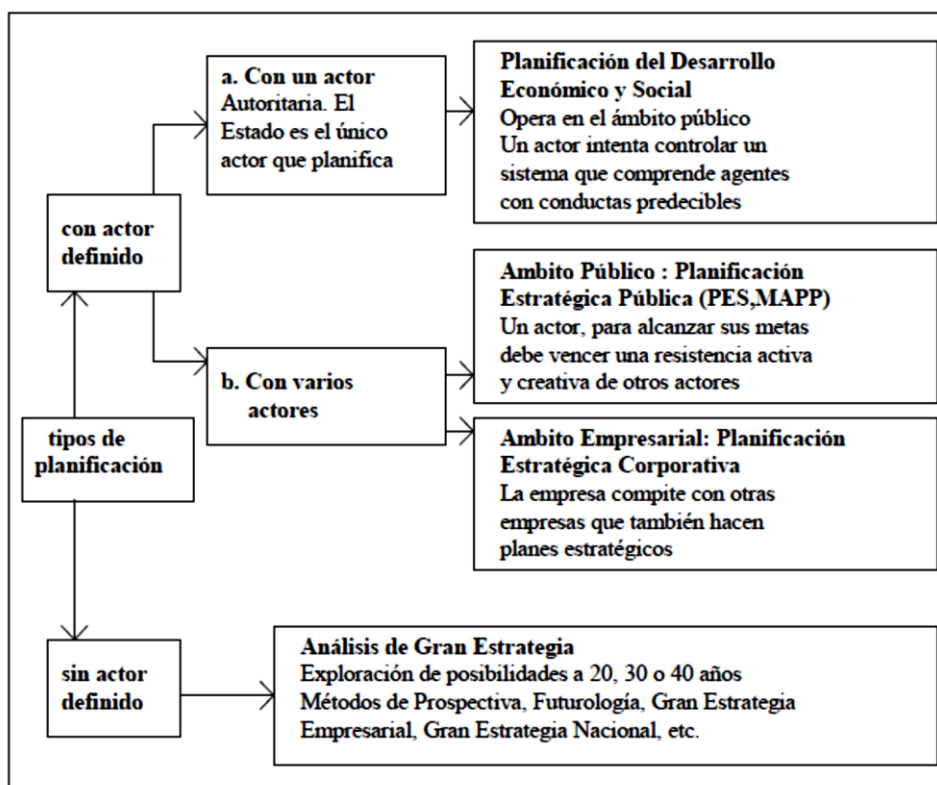 a. Con un actor
Autoritaria. El
Estado es el único
actor que planifica
Planificación del Desarrollo
Económico y Social
Opera en el ámbito público
Un actor intenta controlar un
sistema que comprende agentes
con conductas predecibles
con actor
definido
Ambito Público : Planificación
Estratégica Pública (PES,MAPP)
Un actor, para alcanzar sus metas
debe vencer una resistencia activa
y creativa de otros actores
b. Con varios
actores
tipos de
planificación
Ambito Empresarial: Planificación
Estratégica Corporativa
La empresa compite con otras
empresas que también hacen
planes estratégicos
sin actor
definido
Análisis de Gran Estrategia
Exploración de posibilidades a 20, 30 o 40 años
Métodos de Prospectiva, Futurología, Gran Estrategia
Empresarial, Gran Estrategia Nacional, etc.